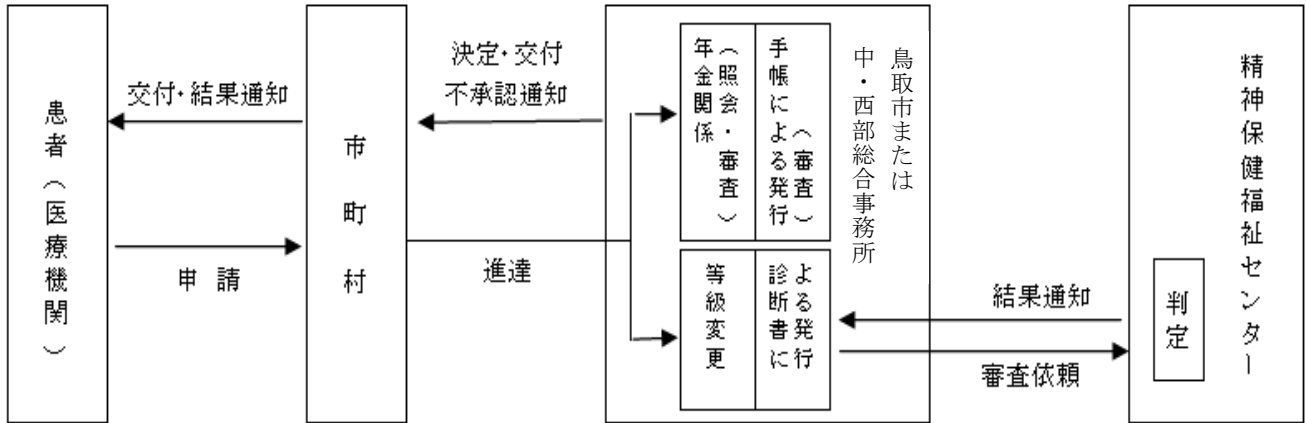 患者（医療機関）
交付・結果通知
申請
市町村
決定・交付
不承認通知
進達
手帳による発行
（審査）
年金関係
（照会・審査）
診断書に
よる発行
等級変更
鳥取市または
中・西部総合事務所
結果通知
審査依頼
判定
精神保健福祉センター